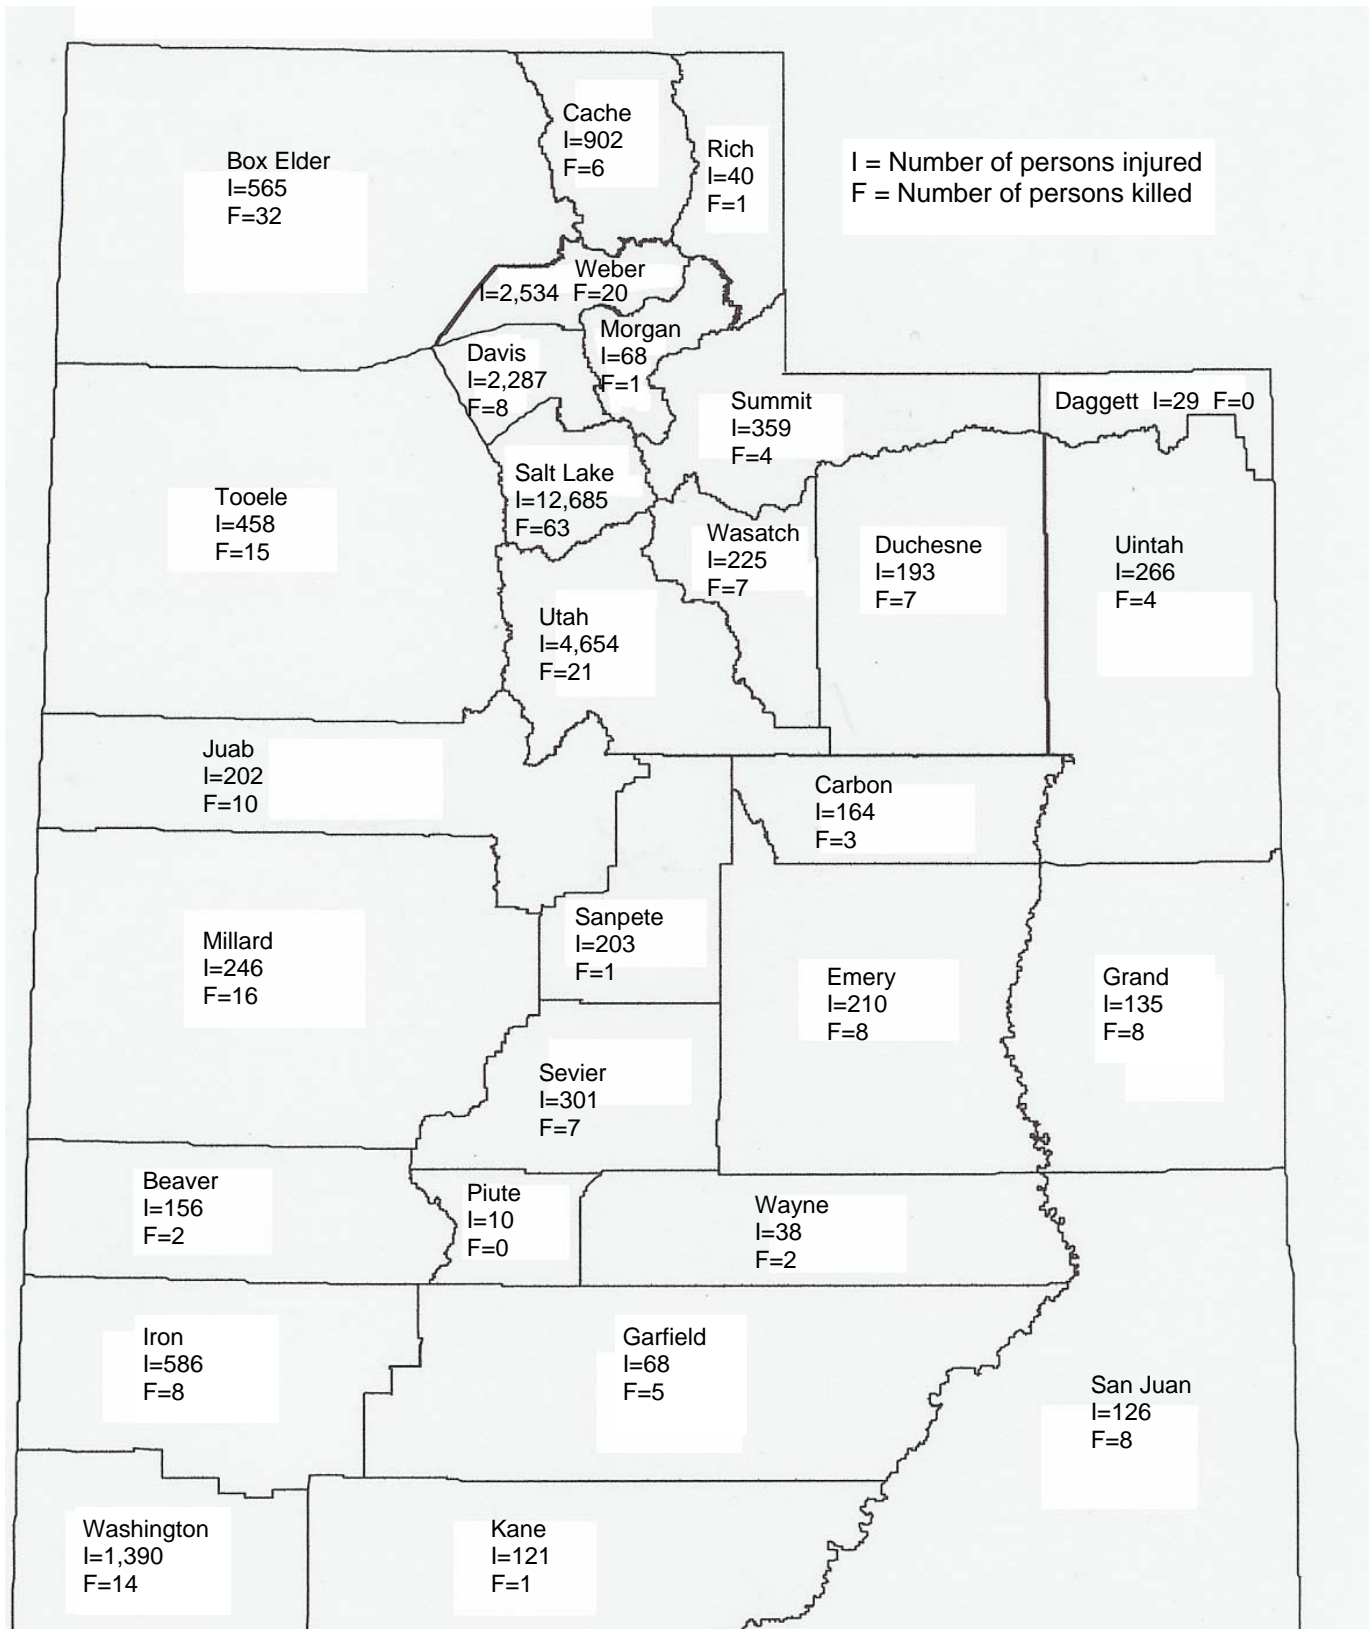 Cache
I=902
F=6
Rich
I=40
F=1
I = Number of persons injured
F = Number of persons killed
Box Elder
I=565
F=32
Weber
I=2,534 F=20
Morgan
I=68
F=1
Davis
I=2,287
F=8
Summit
I=359
F=4
Daggett I=29 F=0
Salt Lake
I=12,685
F=63
Tooele
I=458
F=15
Wasatch
I=225
F=7
Duchesne
I=193
F=7
Uintah
I=266
F=4
Utah
I=4,654
F=21
Juab
I=202
F=10
Carbon
I=164
F=3
Sanpete
I=203
F=1
Millard
I=246
F=16
Emery
I=210
F=8
Grand
I=135
F=8
Sevier
I=301
F=7
Beaver
I=156
F=2
Piute
I=10
F=0
Wayne
I=38
F=2
Iron
I=586
F=8
Garfield
I=68
F=5
San Juan
I=126
F=8
Washington
I=1,390
F=14
Kane
I=121
F=1